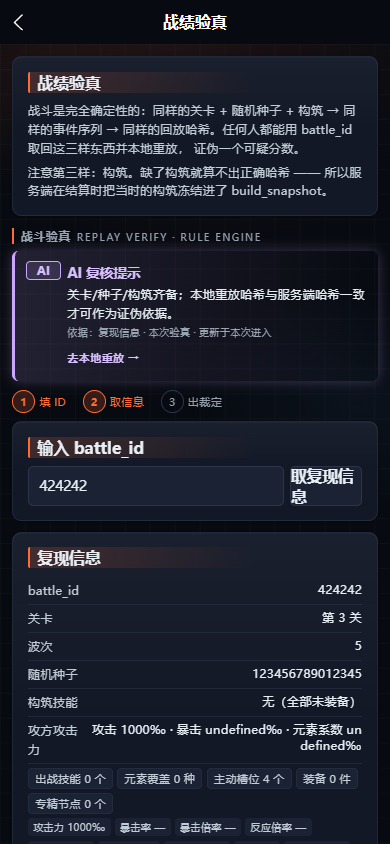 战绩验真
战绩验真
战斗是完全确定性的：同样的关卡 + 随机种子 + 构筑 → 同
样的事件序列 → 同样的回放哈希。任何人都能用 battle_id
取回这三样东西并本地重放， 证伪一个可疑分数。
注意第三样：构筑。缺了构筑就算不出正确哈希 —— 所以服
务端在结算时把当时的构筑冻结进了 build_snapshot。
战斗验真 REPLAY VERIFY · RULE ENGINE
AI AI 复核提示
关卡/种子/构筑齐备；本地重放哈希与服务端哈希一致
才可作为证伪依据。
依据：复现信息 · 本次验真 · 更新于本次进入
去本地重放 →
1 填 ID 2 取信息 3 出裁定
输入 battle_id
424242 取复现信
息
复现信息
battle_id 424242
关卡 第 3 关
波次 5
随机种子 123456789012345
构筑技能 无（全部未装备）
攻方攻击 攻击 1000‰ · 暴击 undefined‰ · 元素系数 un
力 defined‰
出战技能 0 个 元素覆盖 0 种 主动槽位 4 个 装备 0 件
专精节点 0 个
攻击力 1000‰ 暴击率 — 暴击倍率 — 反应倍率 —